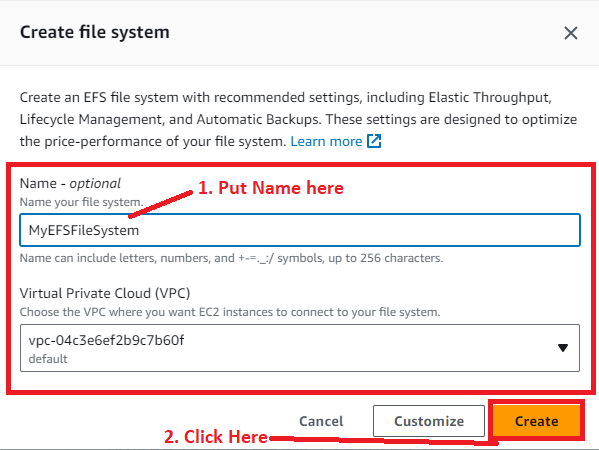 Create file system
Create an EFS file system with recommended settings, including Elastic Throughput,
Lifecycle Management, and Automatic Backups. These settings are designed to optimize
the price-performance of your file system. Learn more
Name - optional
1. Put Name here
Name your file system.
MyEFSFileSystem
Name can include letters, numbers, and +-=._:/ symbols, up to 256 characters.
Virtual Private Cloud (VPC)
Choose the VPC where you want EC2 instances to connect to your file system.
vpc-04c3e6ef2b9c7b60f
default
Cancel
Customize
Create
2. Click Here